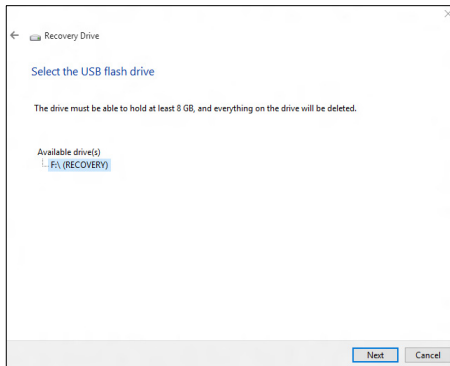 Recovery Drive
Select the USB flash drive
The drive must be able to hold at least 8 GB, and everything on the drive will be deleted.
Available drive(s)
F:\ (RECOVERY)
Next Cancel